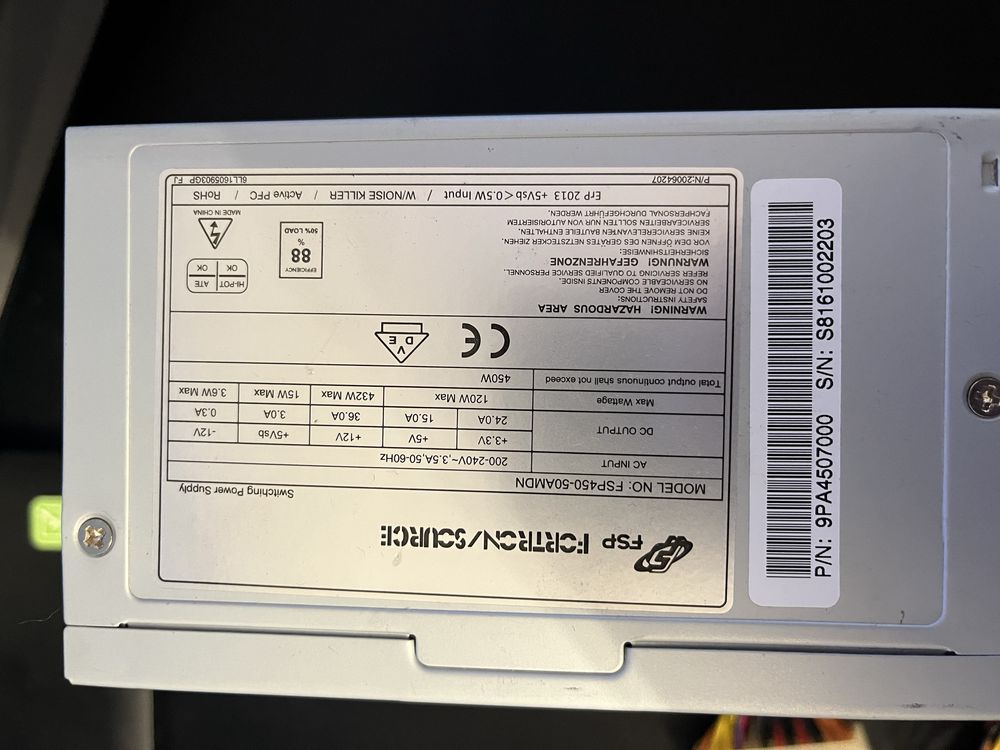 FSP FORTRON/SOURCE
MODEL NO: FSP450-50AMDN
Switching Power Supply
AC INPUT 200-240V~,3.5A,50-60Hz
DC OUTPUT +3.3V +5V +12V +5Vsb -12V
24.0A 15.0A 36.0A 3.0A 0.3A
Max Wattage 120W Max 432W Max 15W Max 3.6W Max
Total output continuous shall not exceed 450W
CE
V
D E
WARNING! HAZARDOUS AREA
SAFETY INSTRUCTIONS:
DO NOT REMOVE THE COVER
NO SERVICEABLE COMPONENTS INSIDE.
REFER SERVICING TO QUALIFIED SERVICE PERSONNEL.
WARNUNG! GEFAHRENZONE
SICHERHEITSHINWEISE:
VOR DEM ÖFFNEN DES GERÄTES NETZSTECKER ZIEHEN.
KEINE SERVICERELEVANTEN BAUTEILE ENTHALTEN.
SERVICEARBEITEN SOLLTEN NUR VON AUTORISIERTEM
FACHPERSONAL DURCHGEFÜHRT WERDEN.
HI-POT ATE
OK OK
EFFICIENCY
88
%
50% LOAD
MADE IN CHINA
ErP 2013 +5Vsb<0.5W Input / W/NOISE KILLER / Active PFC / RoHS
P/N:20064207
6LL1605903GP FJ
P/N: 9PA4507000 S/N: S8161002203